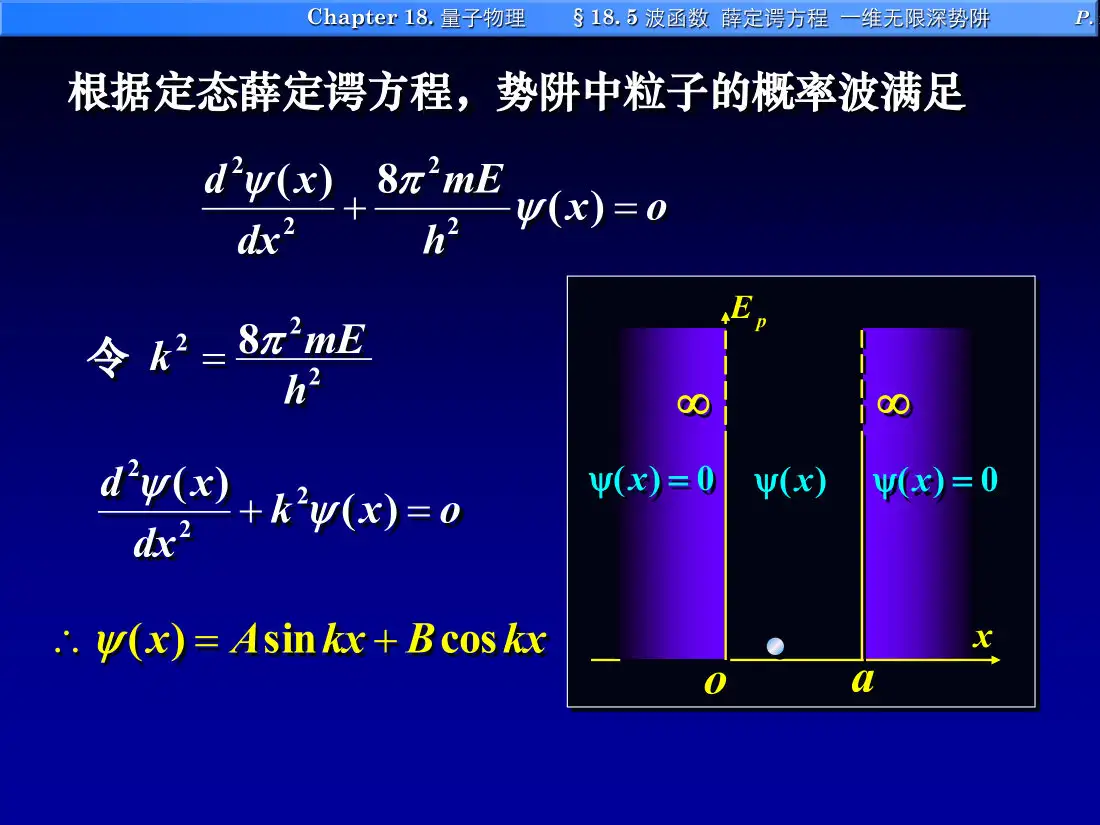 Chapter 18. 量子物理 §18. 5 波函数 薛定谔方程 一维无限深势阱 P.
根据定态薛定谔方程，势阱中粒子的概率波满足
d²ψ(x)/dx² + 8π²mE/h² ψ(x) = o
令 k² = 8π²mE/h²
d²ψ(x)/dx² + k²ψ(x) = o
∴ ψ(x) = A sin kx + B cos kx
E_p
∞ ∞
ψ(x) = 0 ψ(x) ψ(x) = 0
x
o a